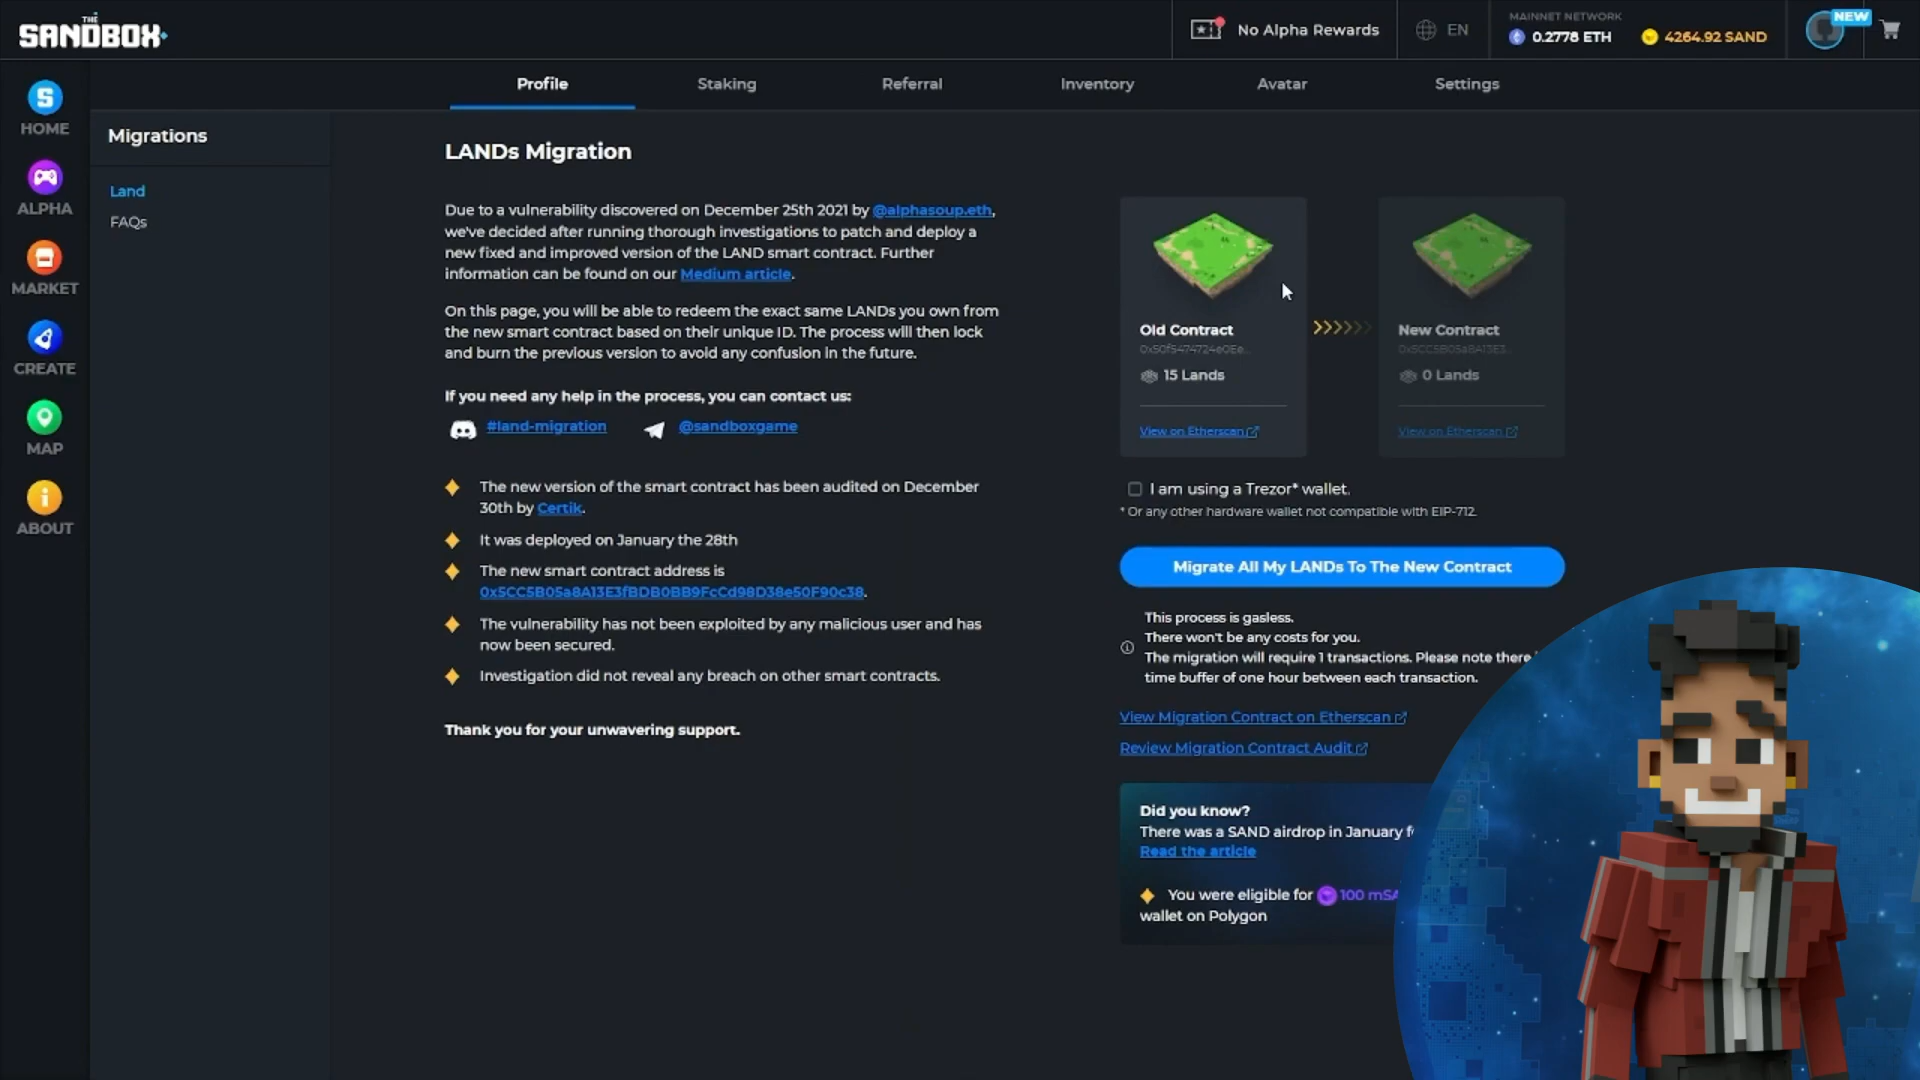 THE
SANDBOX
No Alpha Rewards
EN
MAINNET NETWORK
0.2778 ETH
4264.92 SAND
NEW
Profile
Staking
Referral
Inventory
Avatar
Settings
S
HOME
ALPHA
MARKET
CREATE
MAP
ABOUT
Migrations
Land
FAQs
LANDs Migration
Due to a vulnerability discovered on December 25th 2021 by @alphasoup.eth,
we've decided after running thorough investigations to patch and deploy a
new fixed and improved version of the LAND smart contract. Further
information can be found on our Medium article.
On this page, you will be able to redeem the exact same LANDs you own from
the new smart contract based on their unique ID. The process will then lock
and burn the previous version to avoid any confusion in the future.
If you need any help in the process, you can contact us:
#land-migration
@sandboxgame
The new version of the smart contract has been audited on December
30th by Certik.
It was deployed on January the 28th
The new smart contract address is
0x5CC5B05a8A13E3fBDB0BB9FcCd98D38e50F90c38.
The vulnerability has not been exploited by any malicious user and has
now been secured.
Investigation did not reveal any breach on other smart contracts.
Thank you for your unwavering support.
Old Contract
0x50f5474724e0Ee...
15 Lands
View on Etherscan
New Contract
0x5CC5B05a8A13E3...
0 Lands
View on Etherscan
I am using a Trezor* wallet.
* Or any other hardware wallet not compatible with EIP-712.
Migrate All My LANDs To The New Contract
This process is gasless.
There won't be any costs for you.
The migration will require 1 transactions. Please note there
time buffer of one hour between each transaction.
View Migration Contract on Etherscan
Review Migration Contract Audit
Did you know?
There was a SAND airdrop in January
Read the article
You were eligible for 100
wallet on Polygon